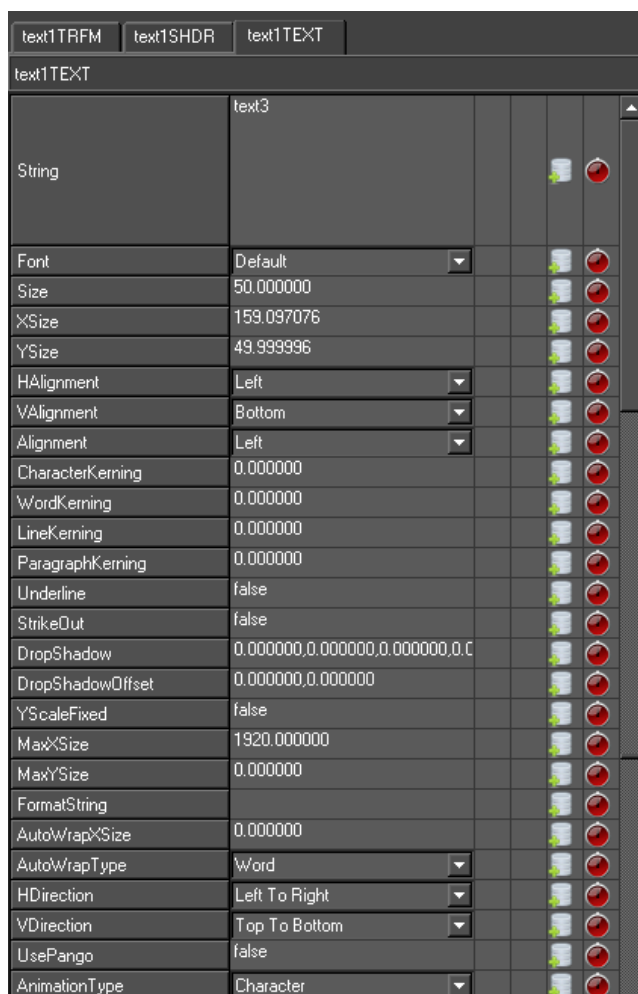 text1TRFM text1SHDR text1TEXT
text1TEXT
text3
String
Font Default
Size 50.000000
XSize 159.097076
YSize 49.999996
HAlignment Left
VAlignment Bottom
Alignment Left
CharacterKerning 0.000000
WordKerning 0.000000
LineKerning 0.000000
ParagraphKerning 0.000000
Underline false
StrikeOut false
DropShadow 0.000000,0.000000,0.000000,0.0
DropShadowOffset 0.000000,0.000000
YScaleFixed false
MaxXSize 1920.000000
MaxYSize 0.000000
FormatString
AutoWrapXSize 0.000000
AutoWrapType Word
HDirection Left To Right
VDirection Top To Bottom
UsePango false
AnimationType Character